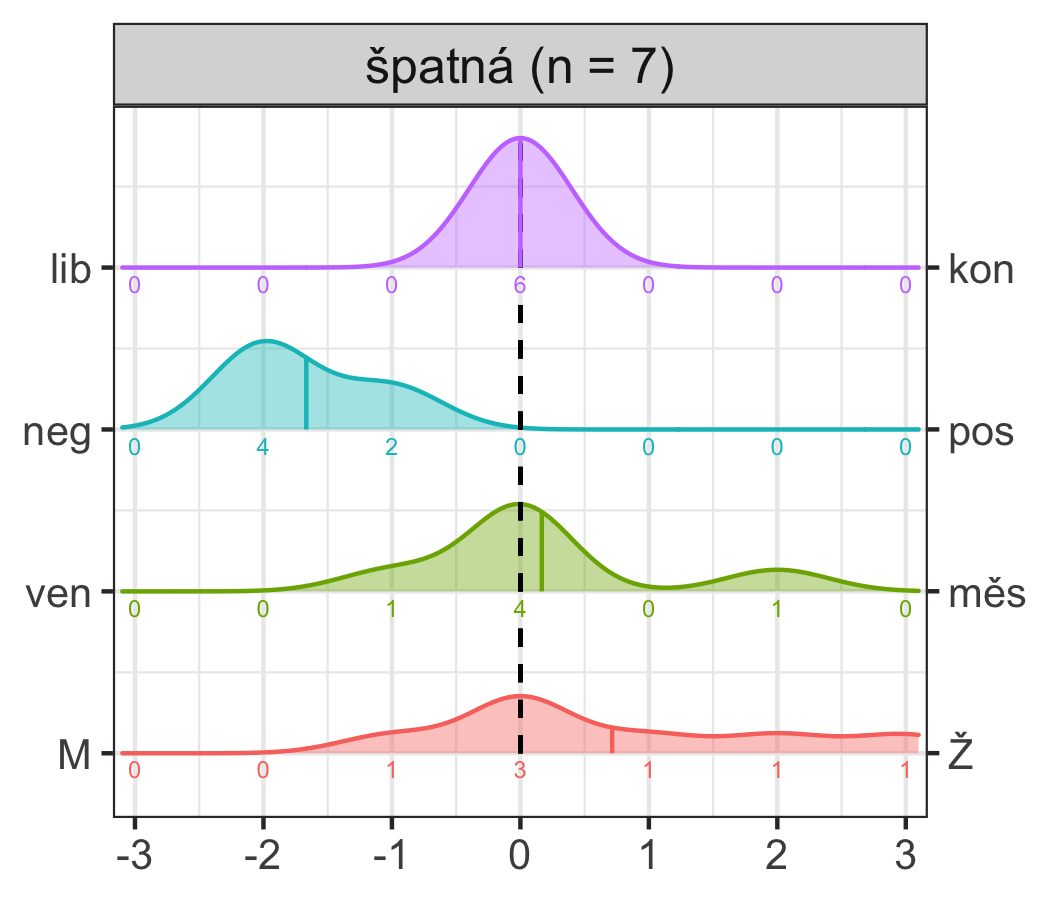 špatná (n = 7)
lib kon
0 0 0 6 0 0 0
neg pos
0 4 2 0 0 0 0
ven měs
0 0 1 4 0 1 0
M Ž
0 0 1 3 1 1 1
-3 -2 -1 0 1 2 3